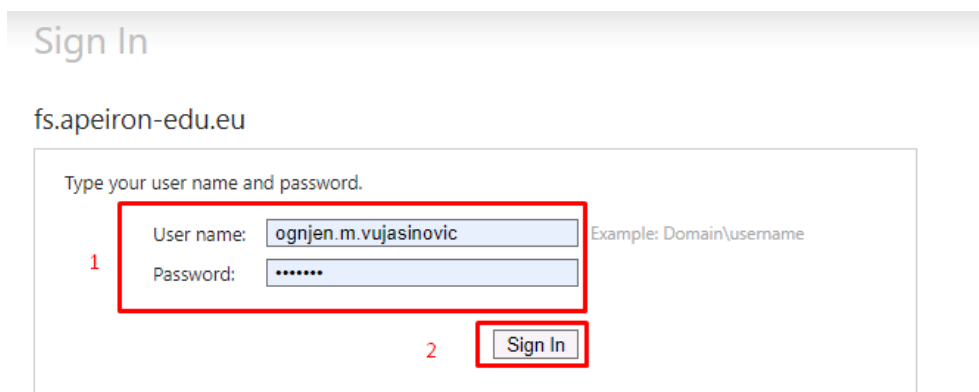 Sign In
fs.apeiron-edu.eu
Type your user name and password.
User name: ognjen.m.vujasinovic Example: Domain\username
1
Password: •••••••
2 Sign In